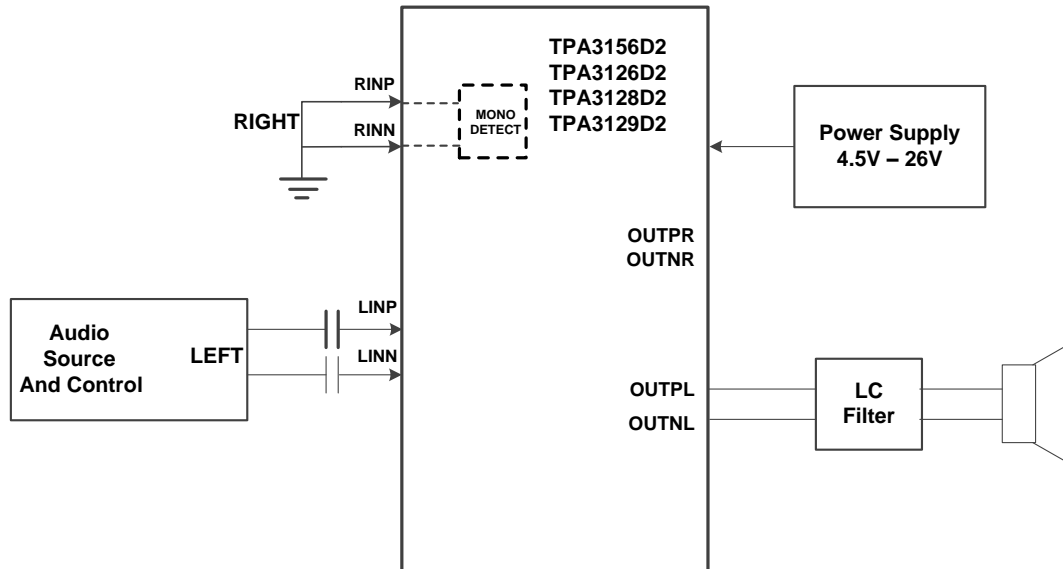 TPA3156D2
TPA3126D2
TPA3128D2
TPA3129D2
RINP
RIGHT
RINN
MONO
DETECT
Power Supply
4.5V – 26V
OUTPR
OUTNR
LINP
LINN
Audio
Source
And Control
LEFT
OUTPL
OUTNL
LC
Filter